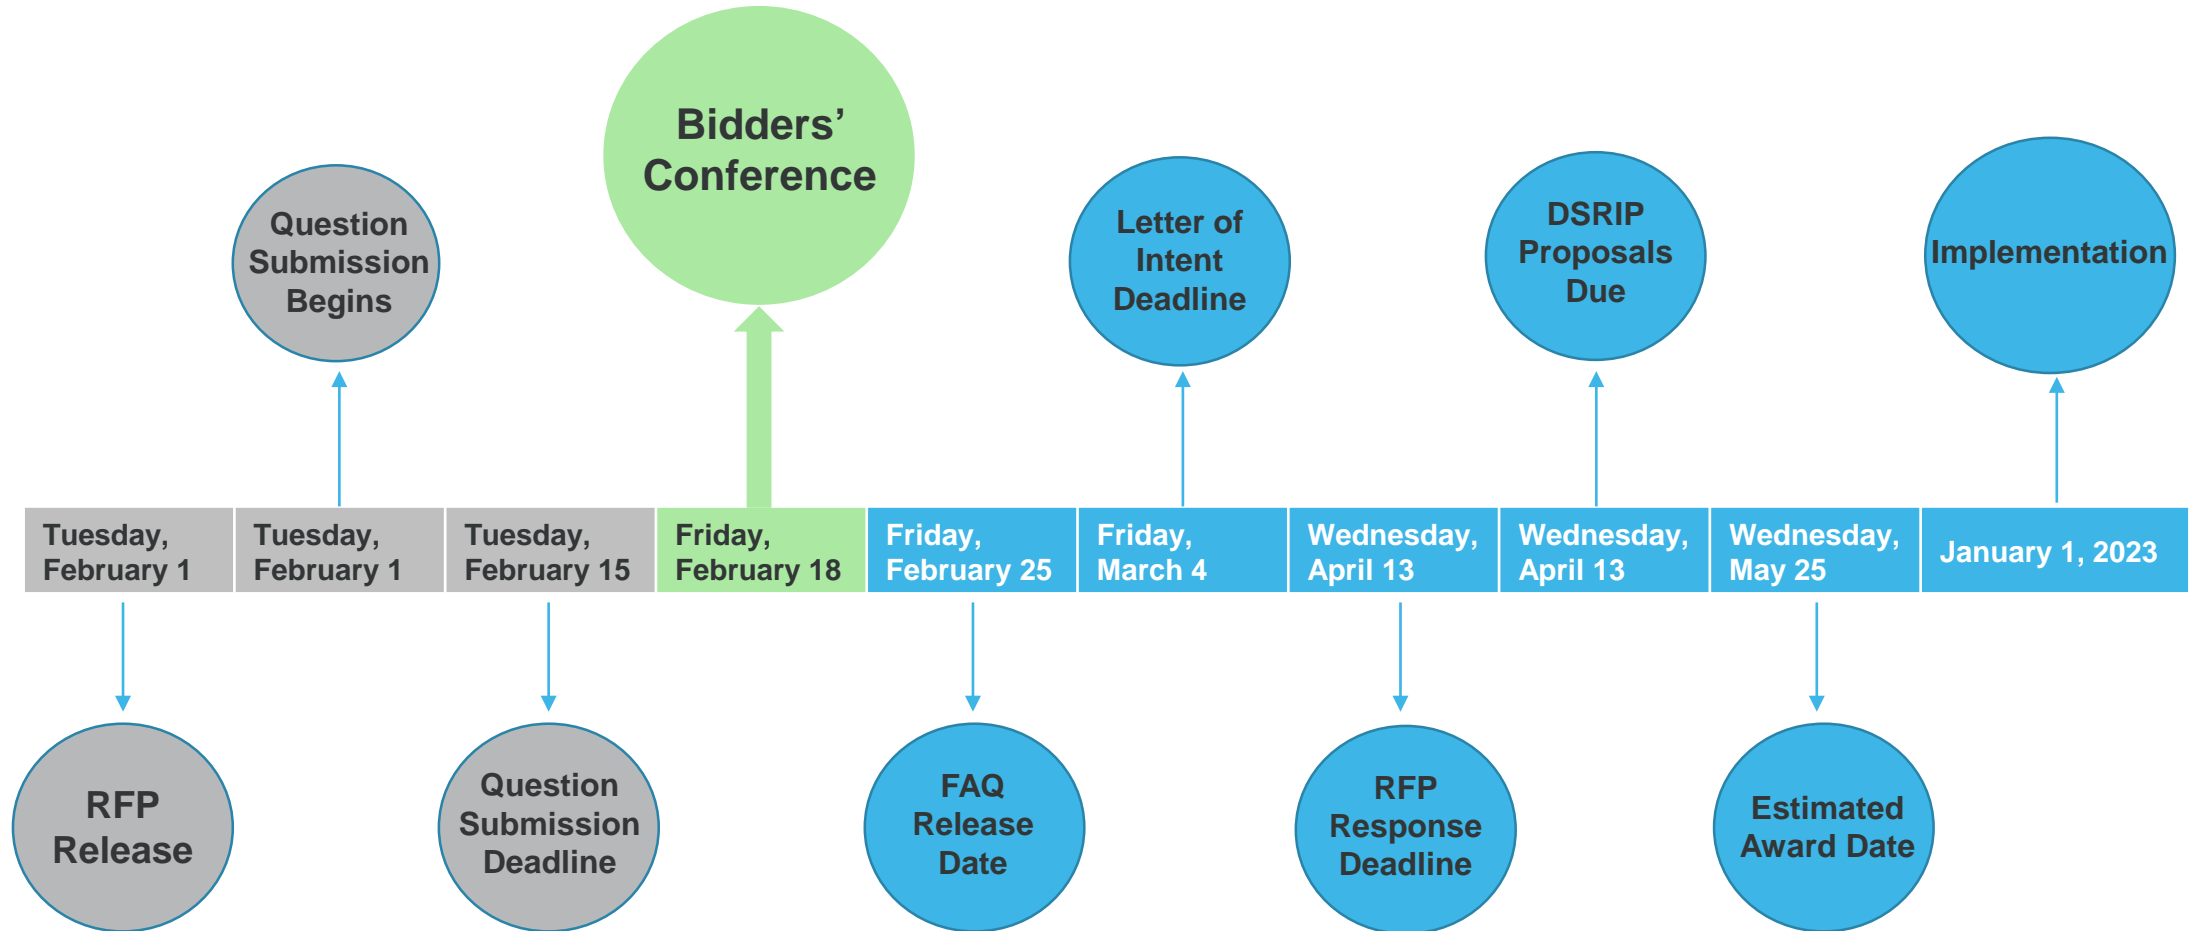 Bidders’
Conference
Question
Submission
Begins
Letter of
Intent
Deadline
DSRIP
Proposals
Due
Implementation
Tuesday,
February 1
Tuesday,
February 1
Tuesday,
February 15
Friday,
February 18
Friday,
February 25
Friday,
March 4
Wednesday,
April 13
Wednesday,
April 13
Wednesday,
May 25
January 1, 2023
RFP
Release
Question
Submission
Deadline
FAQ
Release
Date
RFP
Response
Deadline
Estimated
Award Date